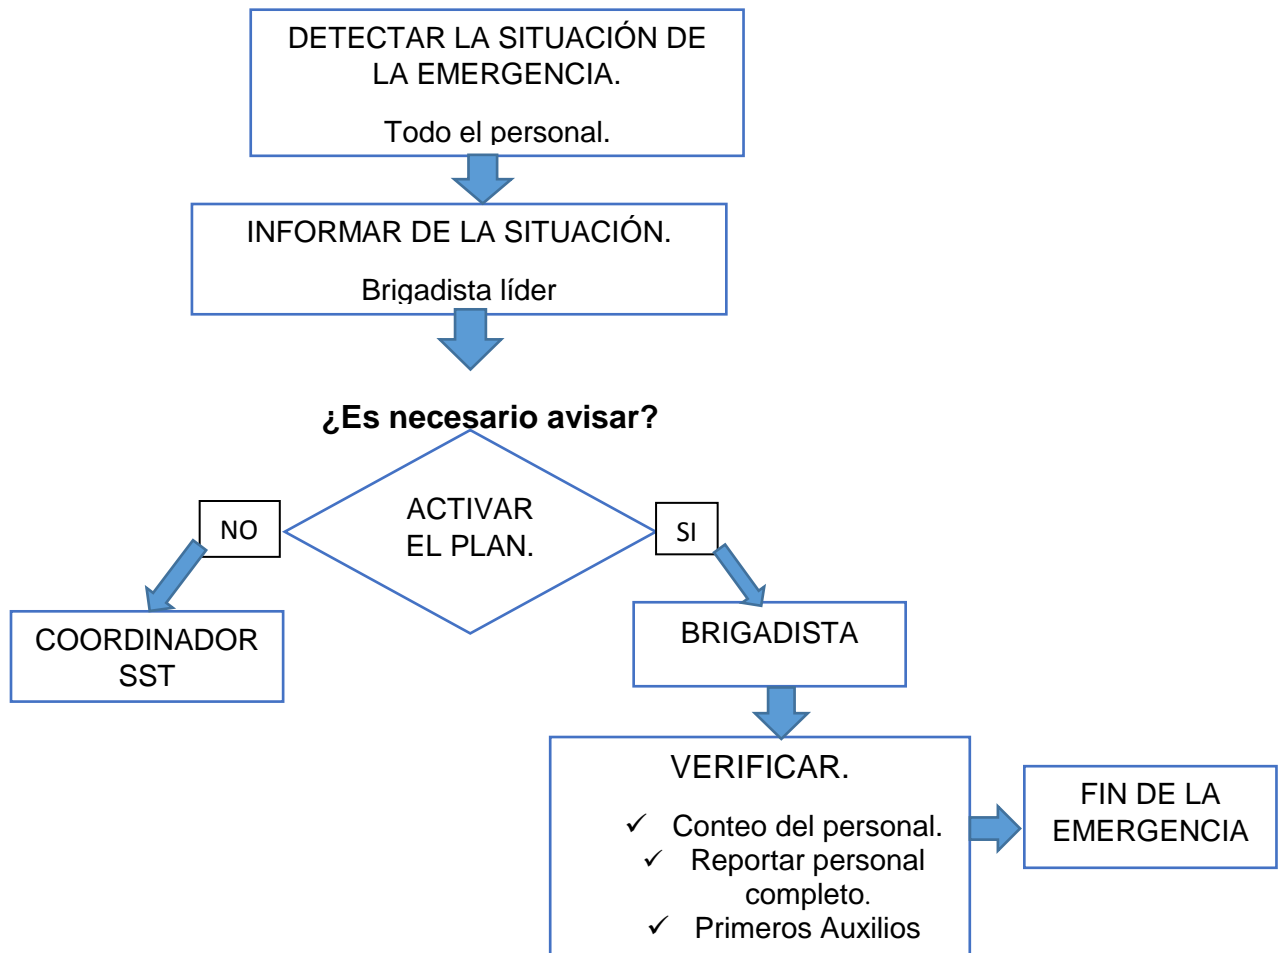 DETECTAR LA SITUACIÓN DE
LA EMERGENCIA.
Todo el personal.
INFORMAR DE LA SITUACIÓN.
Brigadista líder
¿Es necesario avisar?
ACTIVAR
EL PLAN.
NO
SI
COORDINADOR
SST
BRIGADISTA
VERIFICAR.
✓ Conteo del personal.
✓ Reportar personal
completo.
✓ Primeros Auxilios
FIN DE LA
EMERGENCIA